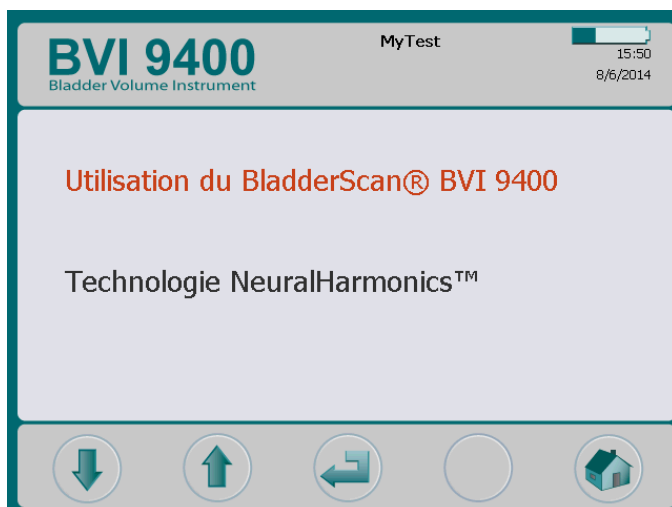 BVI 9400
Bladder Volume Instrument
MyTest
15:50
8/6/2014
Utilisation du BladderScan® BVI 9400
Technologie NeuralHarmonics™